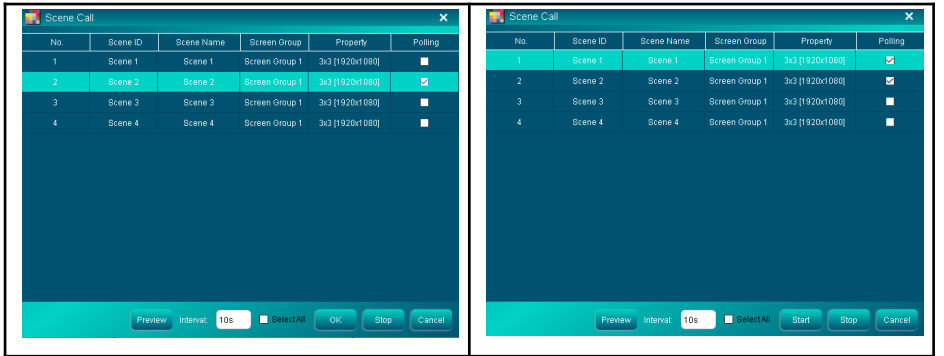 Scene Call
No. Scene ID Scene Name Screen Group Property Polling
1 Scene 1 Scene 1 Screen Group 1 3x3 [1920x1080]
2 Scene 2 Scene 2 Screen Group 1 3x3 [1920x1080]
3 Scene 3 Scene 3 Screen Group 1 3x3 [1920x1080]
4 Scene 4 Scene 4 Screen Group 1 3x3 [1920x1080]
Preview Interval: 10s SelectAll OK Stop Cancel
Scene Call
No. Scene ID Scene Name Screen Group Property Polling
1 Scene 1 Scene 1 Screen Group 1 3x3 [1920x1080]
2 Scene 2 Scene 2 Screen Group 1 3x3 [1920x1080]
3 Scene 3 Scene 3 Screen Group 1 3x3 [1920x1080]
4 Scene 4 Scene 4 Screen Group 1 3x3 [1920x1080]
Preview Interval: 10s SelectAll Start Stop Cancel